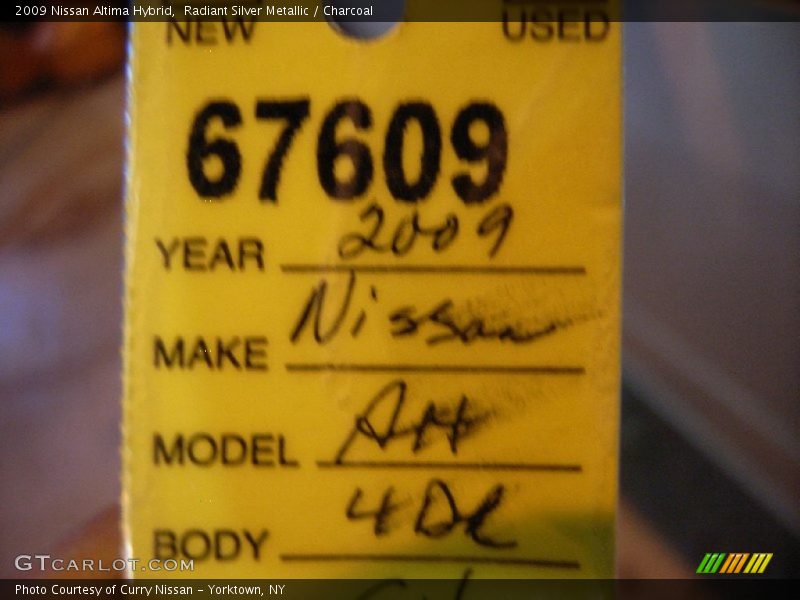 2009 Nissan Altima Hybrid, Radiant Silver Metallic / Charcoal
NEW USED
67609
YEAR 2009
MAKE Nissan
MODEL Alt
BODY 4DR
GTCARLOT.COM
Photo Courtesy of Curry Nissan - Yorktown, NY